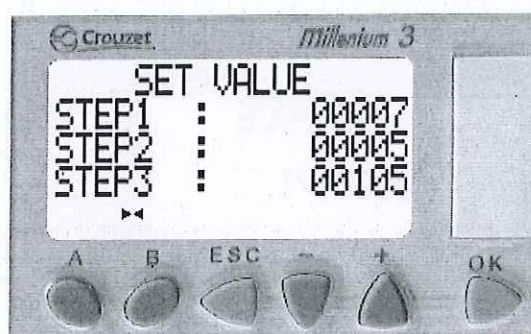 Crouzet Millenium 3
SET VALUE
STEP1 : 00007
STEP2 : 00005
STEP3 : 00105
A B ESC - + OK